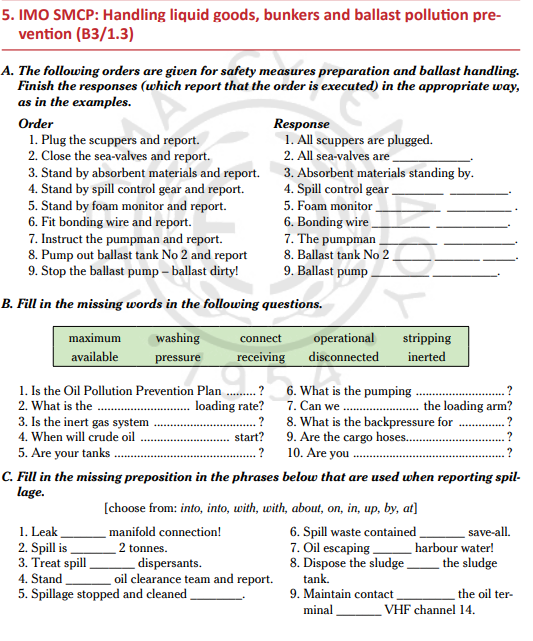 5. IMO SMCP: Handling liquid goods, bunkers and ballast pollution pre-
vention (B3/1.3)
A. The following orders are given for safety measures preparation and ballast handling.
Finish the responses (which report that the order is executed) in the appropriate way,
as in the examples.
Order Response
1. Plug the scuppers and report. 1. All scuppers are plugged.
2. Close the sea-valves and report. 2. All sea-valves are ____________.
3. Stand by absorbent materials and report. 3. Absorbent materials standing by.
4. Stand by spill control gear and report. 4. Spill control gear ________ __________.
5. Stand by foam monitor and report. 5. Foam monitor __________ __________.
6. Fit bonding wire and report. 6. Bonding wire __________ __________.
7. Instruct the pumpman and report. 7. The pumpman __________ __________.
8. Pump out ballast tank No 2 and report 8. Ballast tank No 2 ______ ______ ______.
9. Stop the ballast pump – ballast dirty! 9. Ballast pump __________ __________.
B. Fill in the missing words in the following questions.
maximum washing connect operational stripping
available pressure receiving disconnected inerted
1. Is the Oil Pollution Prevention Plan ......... ? 6. What is the pumping ........................... ?
2. What is the ............................ loading rate? 7. Can we ....................... the loading arm?
3. Is the inert gas system ................................ ? 8. What is the backpressure for ............. ?
4. When will crude oil ........................... start? 9. Are the cargo hoses.............................. ?
5. Are your tanks ............................................ ? 10. Are you ................................................ ?
C. Fill in the missing preposition in the phrases below that are used when reporting spil-
lage.
[choose from: into, into, with, with, about, on, in, up, by, at]
1. Leak _______ manifold connection! 6. Spill waste contained _______ save-all.
2. Spill is _______ 2 tonnes. 7. Oil escaping ______ harbour water!
3. Treat spill _______ dispersants. 8. Dispose the sludge _____ the sludge
4. Stand _______ oil clearance team and report. tank.
5. Spillage stopped and cleaned ________. 9. Maintain contact _________ the oil ter-
minal _______ VHF channel 14.
1954